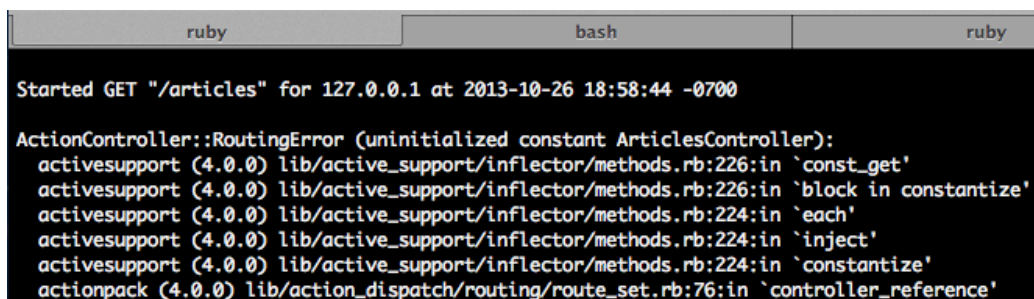 ruby bash ruby
Started GET "/articles" for 127.0.0.1 at 2013-10-26 18:58:44 -0700
ActionController::RoutingError (uninitialized constant ArticlesController):
activesupport (4.0.0) lib/active_support/inflector/methods.rb:226:in `const_get'
activesupport (4.0.0) lib/active_support/inflector/methods.rb:226:in `block in constantize'
activesupport (4.0.0) lib/active_support/inflector/methods.rb:224:in `each'
activesupport (4.0.0) lib/active_support/inflector/methods.rb:224:in `inject'
activesupport (4.0.0) lib/active_support/inflector/methods.rb:224:in `constantize'
actionpack (4.0.0) lib/action_dispatch/routing/route_set.rb:76:in `controller_reference'